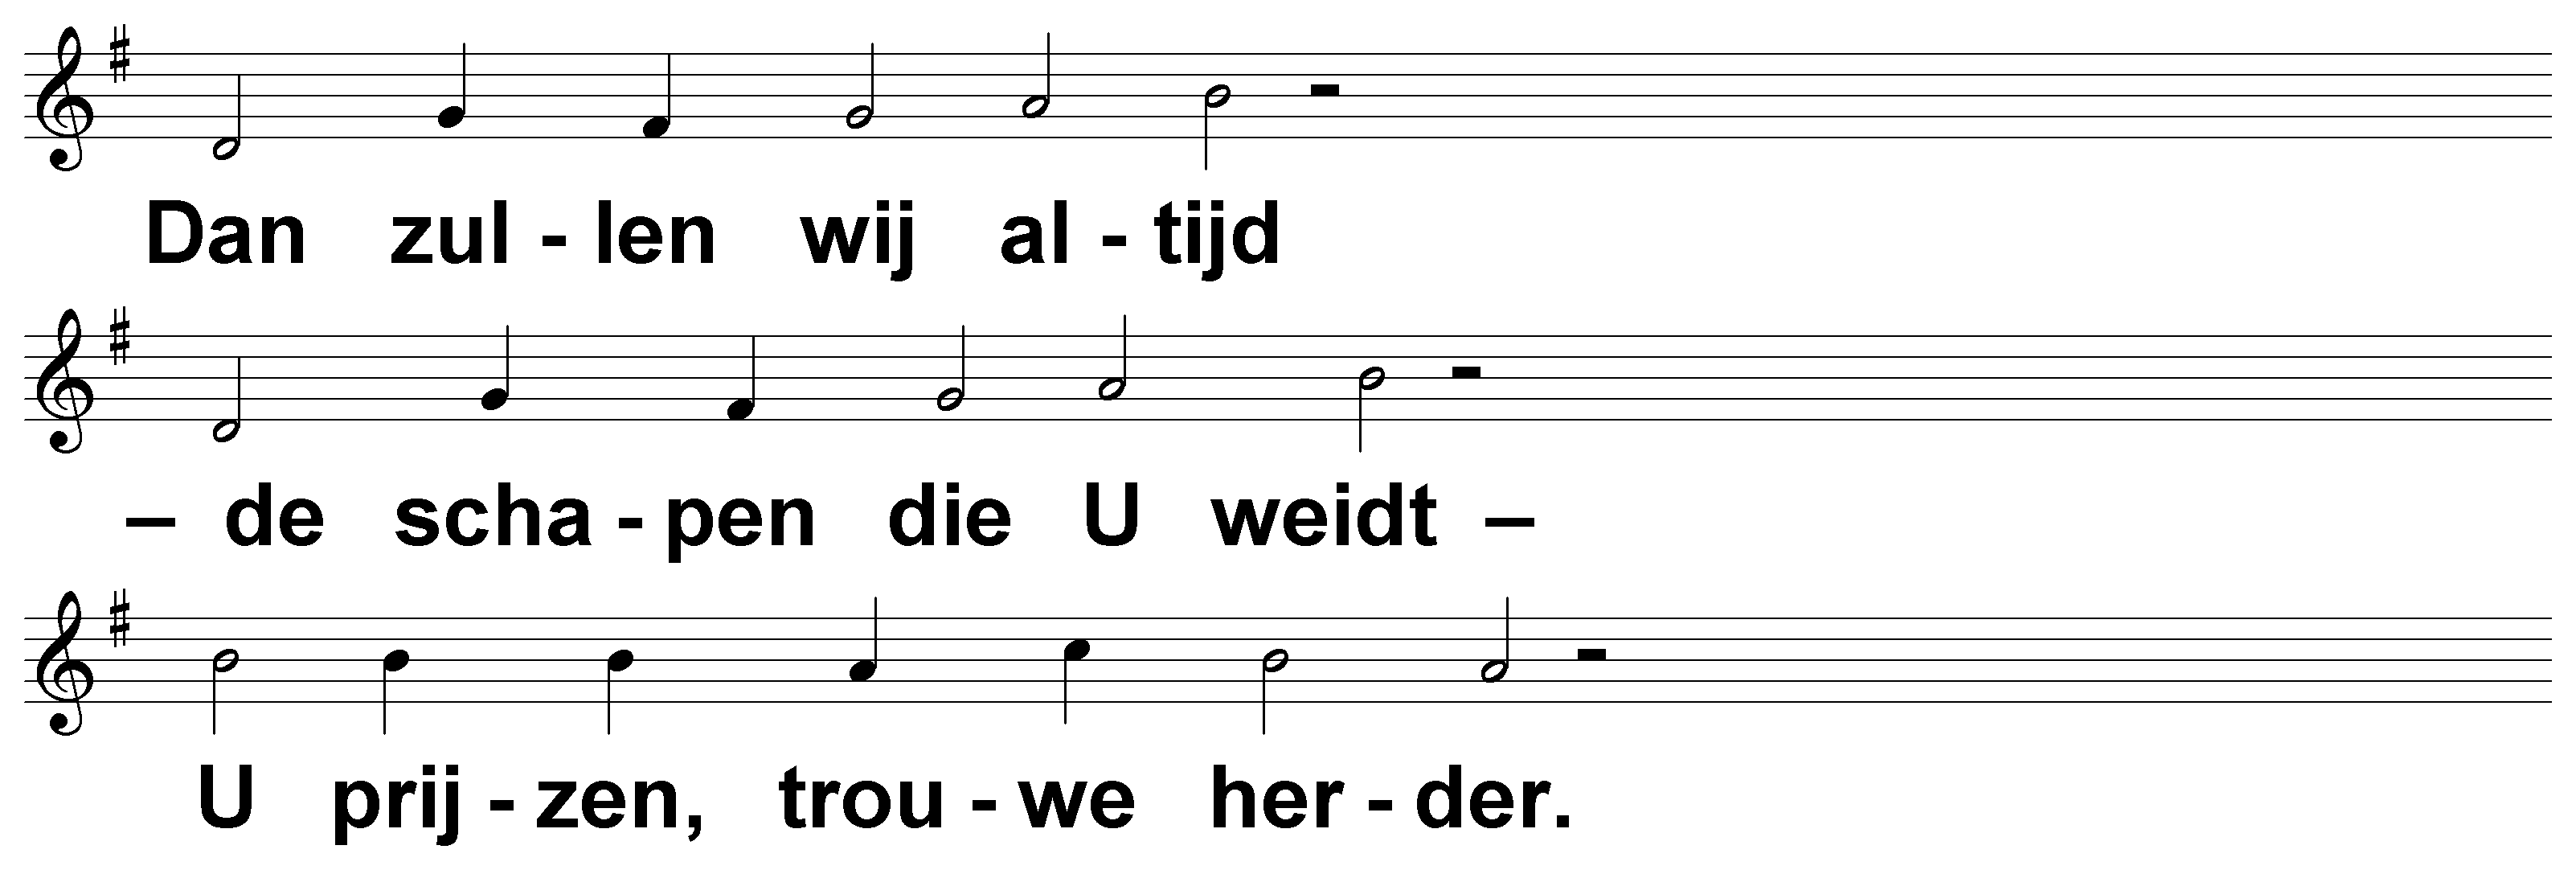 Dan zul - len wij al - tijd
– de scha - pen die U weidt –
U prij - zen, trou - we her - der.